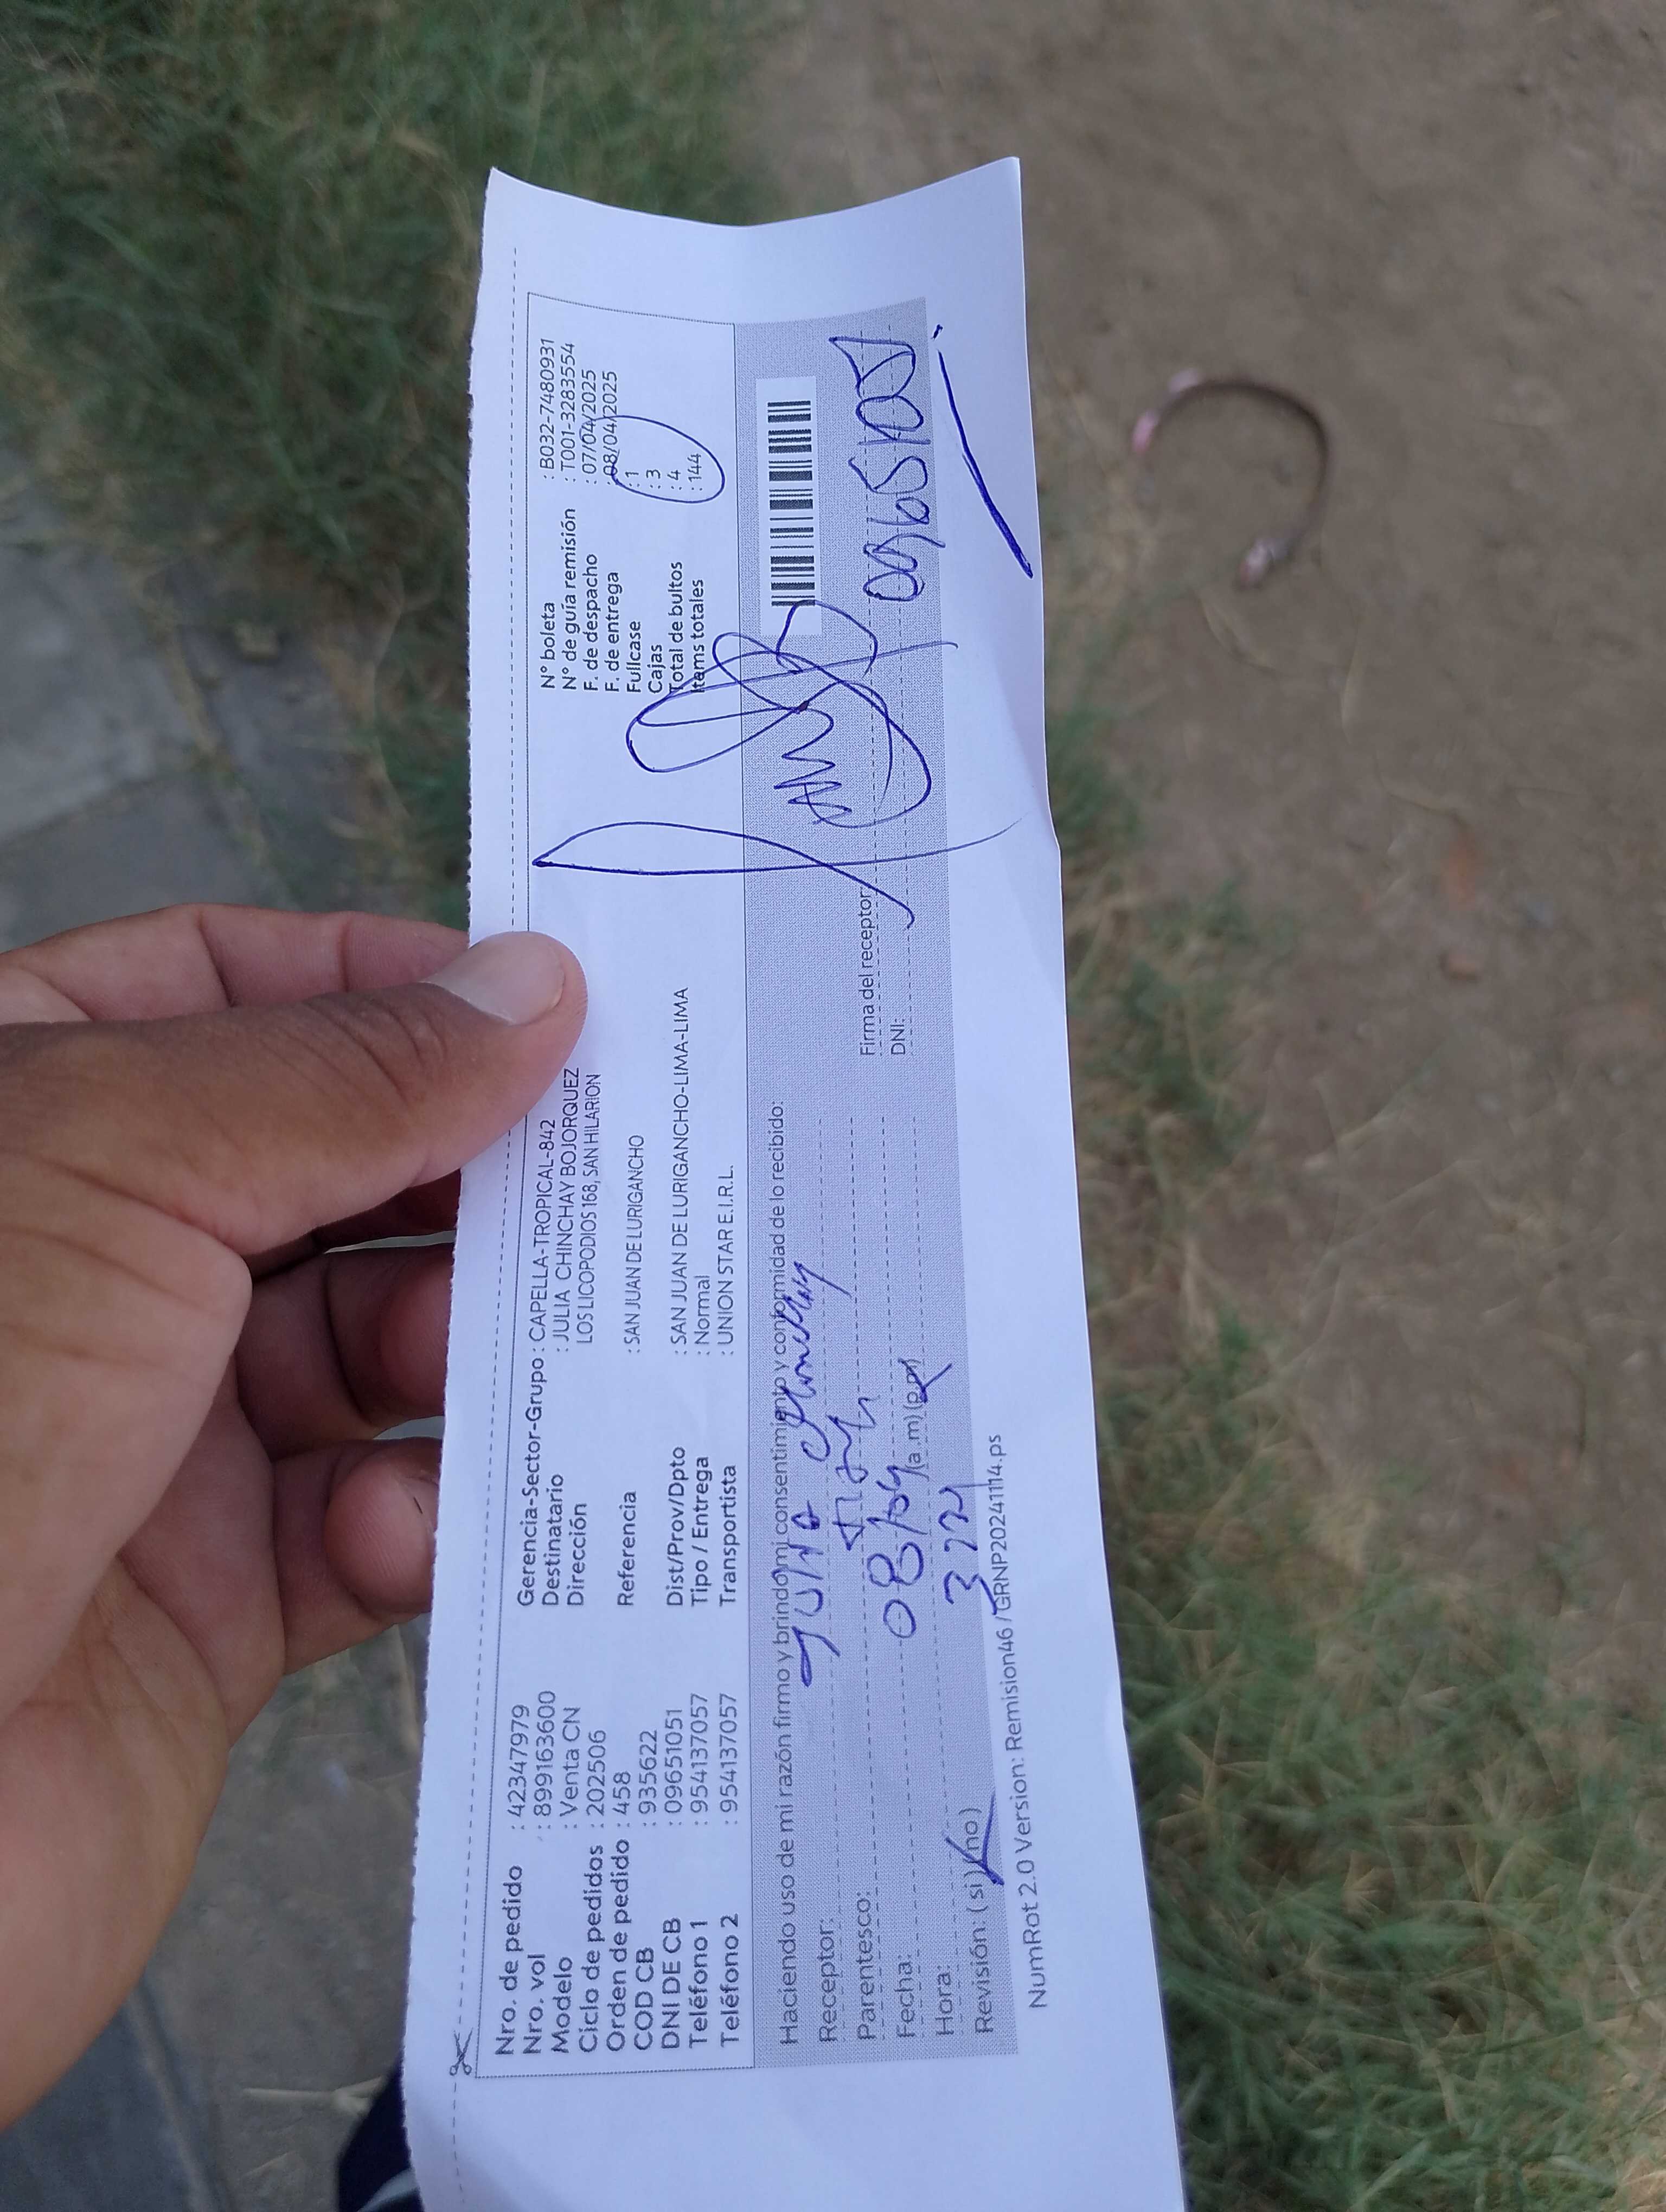 Nro. de pedido : 42347979
Nro. vol : 8991163600
Modelo : Venta CN
Ciclo de pedidos : 202506
Orden de pedido : 458
COD CB : 935622
DNI DE CB : 09651051
Teléfono 1 : 954137057
Teléfono 2 : 954137057
Gerencia-Sector-Grupo : CAPELLA-TROPICAL-842
Destinatario : JULIA CHINCHAY BOJORQUEZ
Dirección LOS LICOPODIOS 168, SAN HILARION
Referencia : SAN JUAN DE LURIGANCHO
Dist/Prov/Dpto : SAN JUAN DE LURIGANCHO-LIMA-LIMA
Tipo / Entrega : Normal
Transportista : UNION STAR E.I.R.L.
N° boleta : B032-7480931
N° de guía remisión : T001-3283554
F. de despacho : 07/04/2025
F. de entrega : 08/04/2025
Fullcase : 1
Cajas : 3
Total de bultos : 4
Items totales : 144
Haciendo uso de mi razón firmo y brindo mi consentimiento y conformidad de lo recibido:
Receptor: Julia Chinchay
Parentesco:
Fecha: 08/04
Hora: (a.m) (p.m)
Revisión: ( si ) ( no )
Firma del receptor:
DNI: 09651051
NumRot 2.0 Version: Remision46 / GRNP20241114.ps